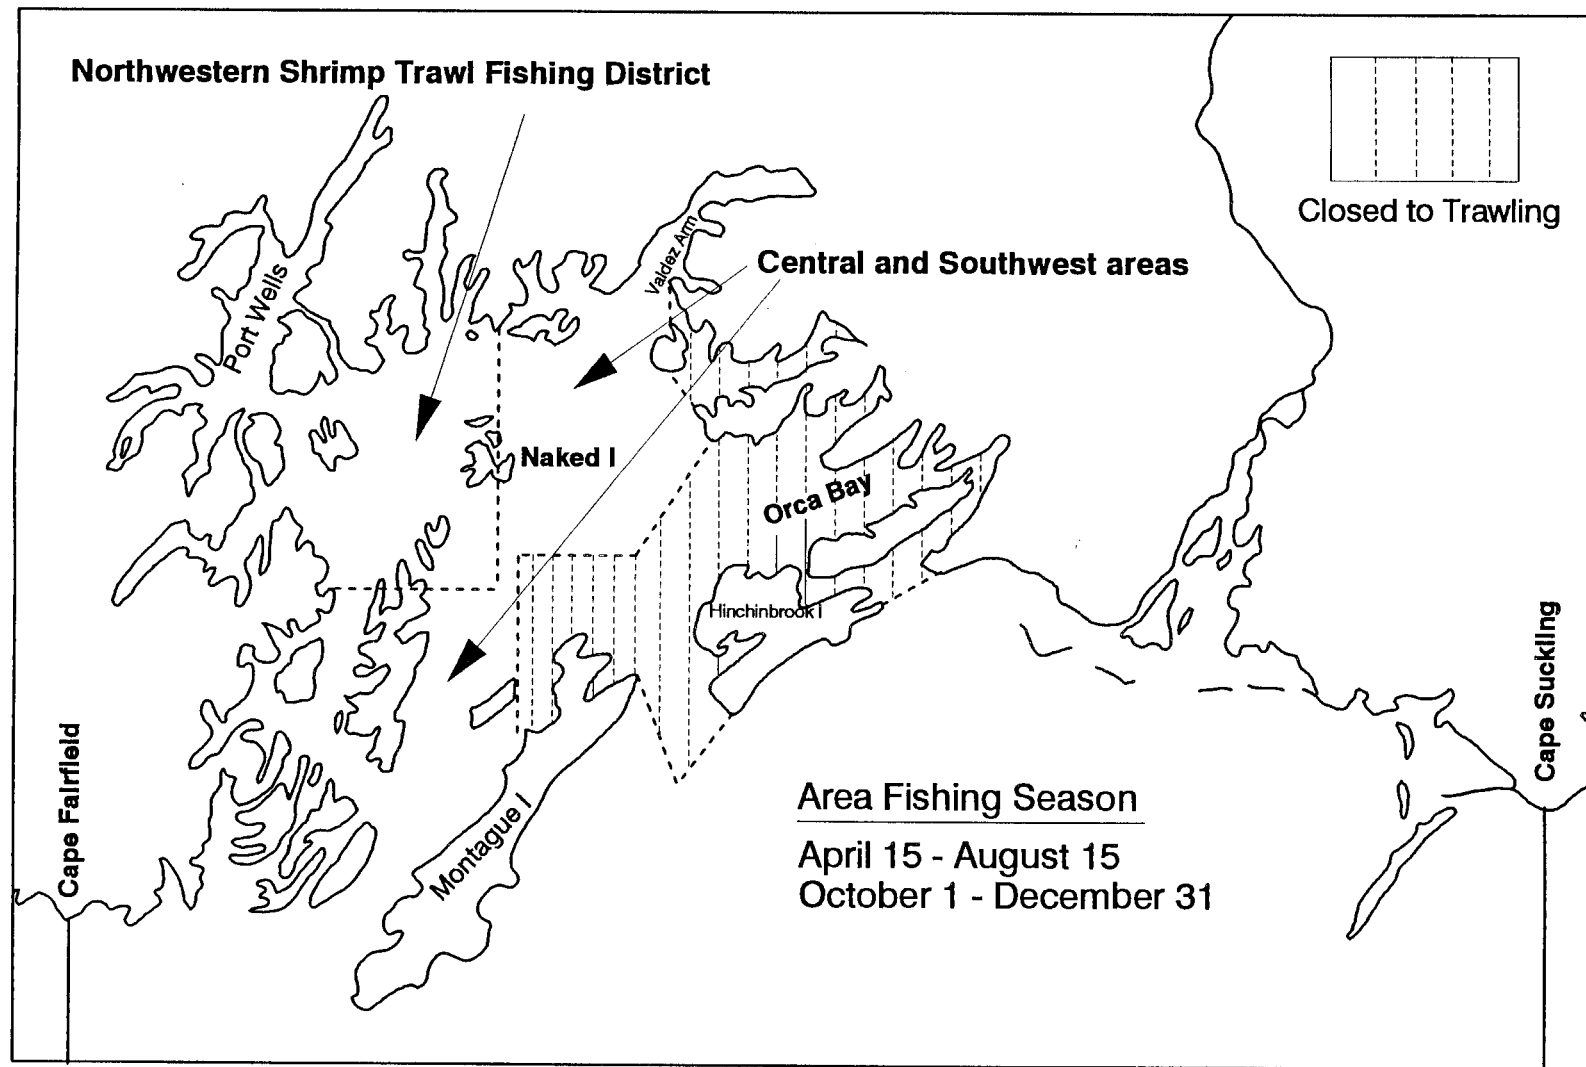 Northwestern Shrimp Trawl Fishing District
Closed to Trawling
Valdez Arm
Central and Southwest areas
Port Wells
Naked I
Orca Bay
Hinchinbrook I
Cape Fairfield
Montague I
Cape Suckling
Area Fishing Season
April 15 - August 15
October 1 - December 31